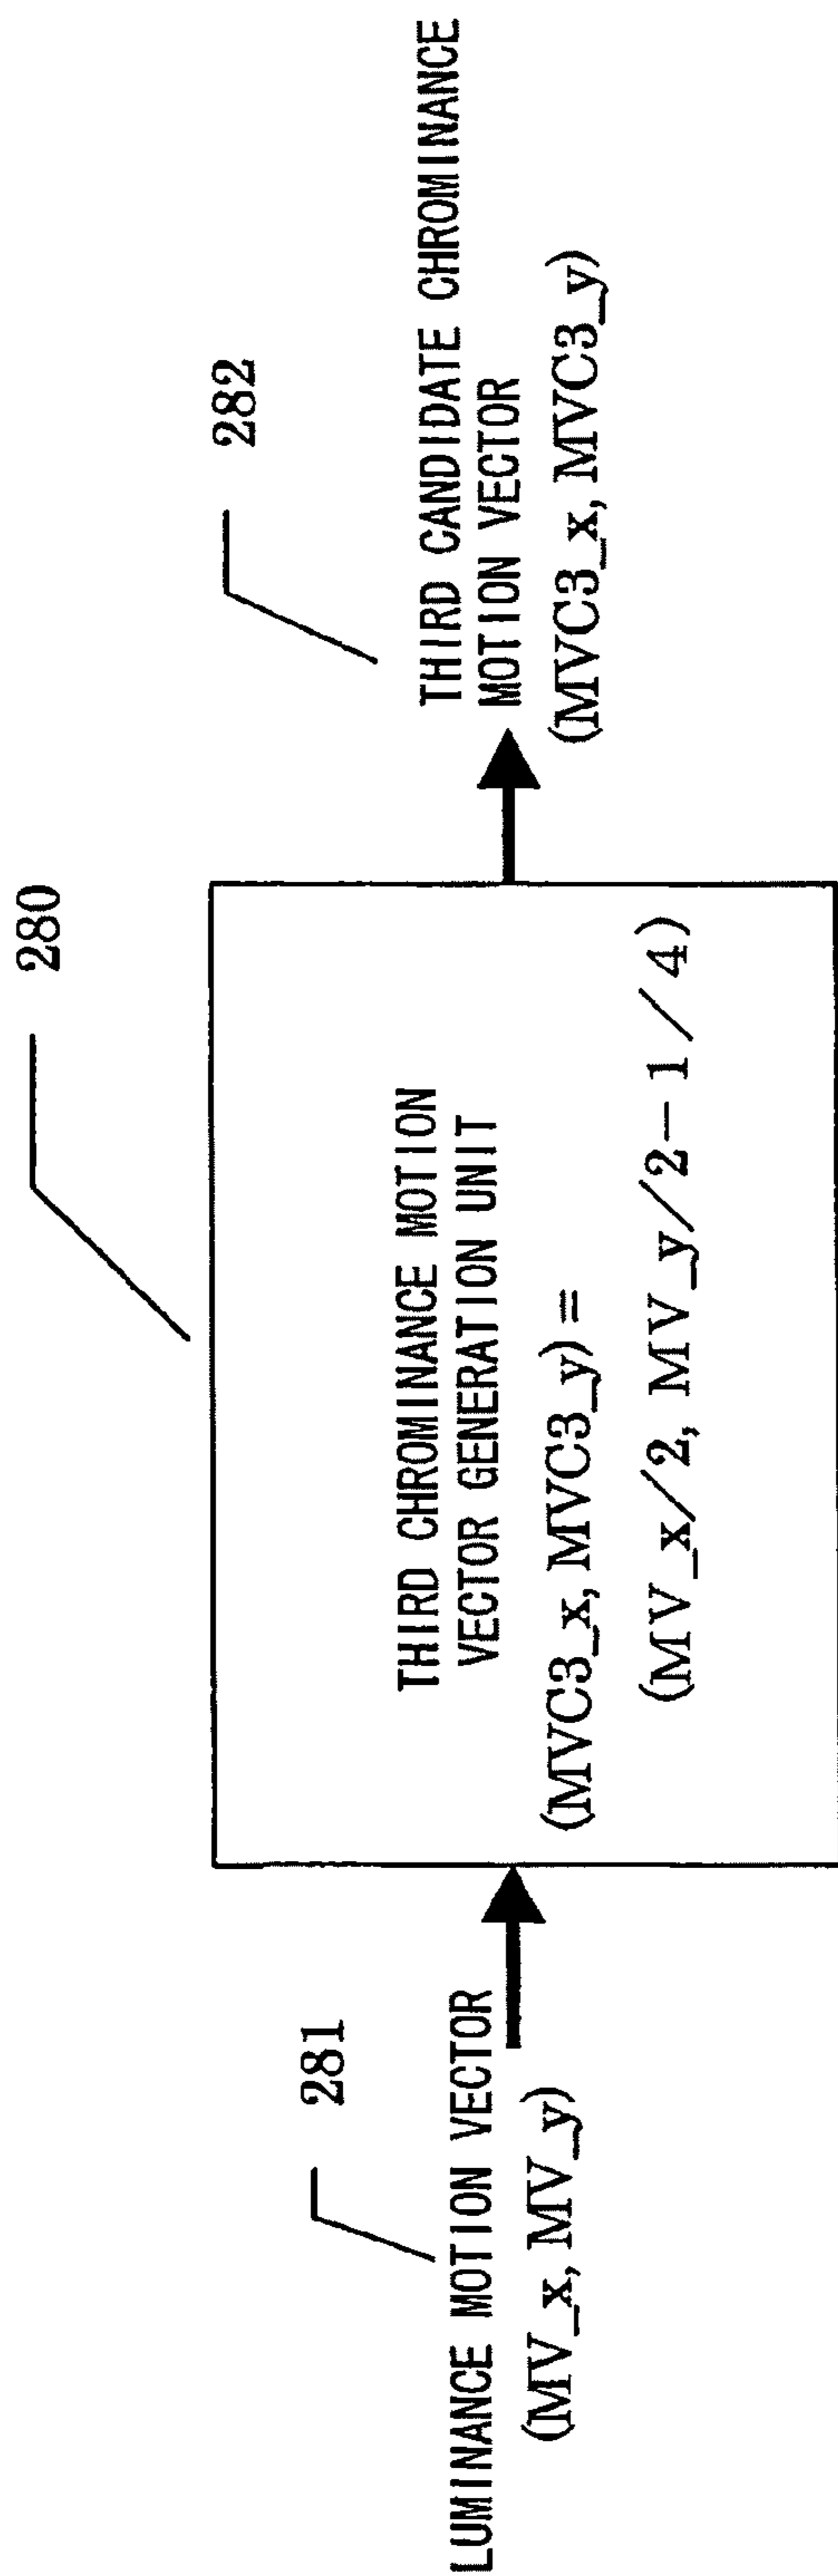 280
281
LUMINANCE MOTION VECTOR
(MV_x, MV_y)
THIRD CHROMINANCE MOTION
VECTOR GENERATION UNIT
(MVC3_x, MVC3_y) =
(MV_x/2, MV_y/2−1/4)
282
THIRD CANDIDATE CHROMINANCE
MOTION VECTOR
(MVC3_x, MVC3_y)